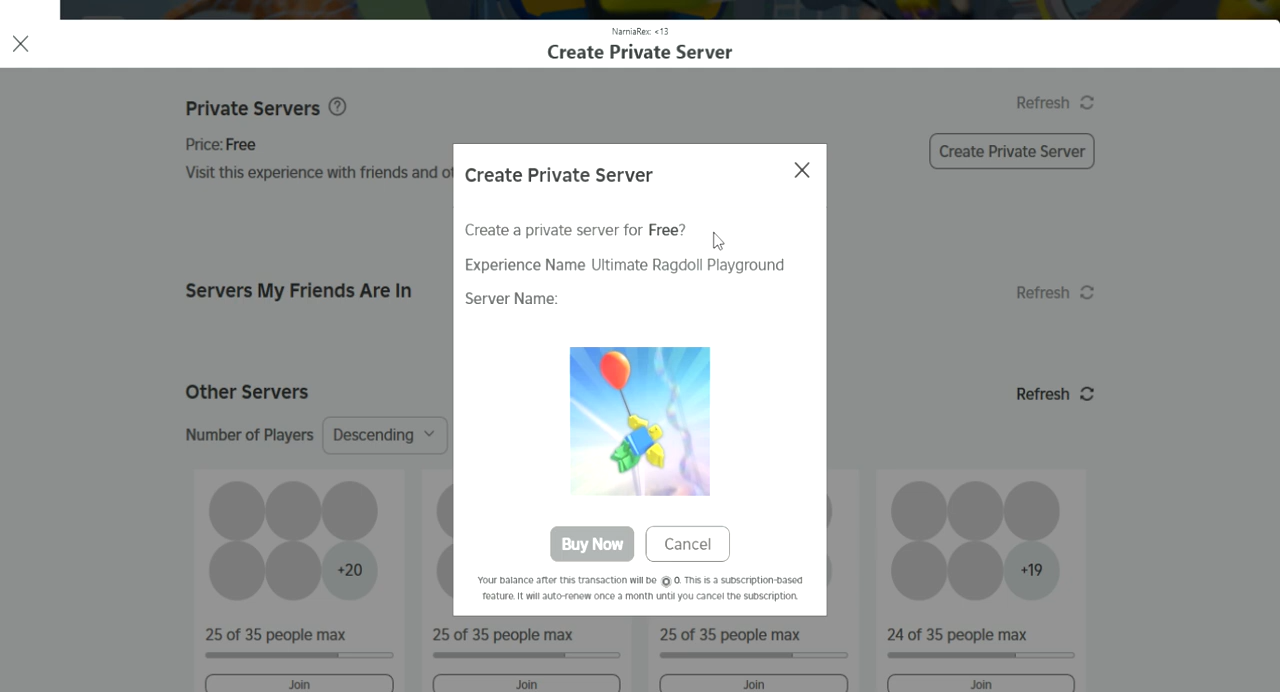 NarniaRex: <13
Create Private Server
Private Servers
Refresh
Price: Free
Create Private Server
Visit this experience with friends and ot
Create Private Server
Create a private server for Free?
Experience Name Ultimate Ragdoll Playground
Server Name:
Servers My Friends Are In
Refresh
Other Servers
Refresh
Number of Players Descending
Buy Now Cancel
Your balance after this transaction will be 0. This is a subscription-based
feature. It will auto-renew once a month until you cancel the subscription.
+20
+19
25 of 35 people max
25 of 35 people max
25 of 35 people max
24 of 35 people max
Join
Join
Join
Join